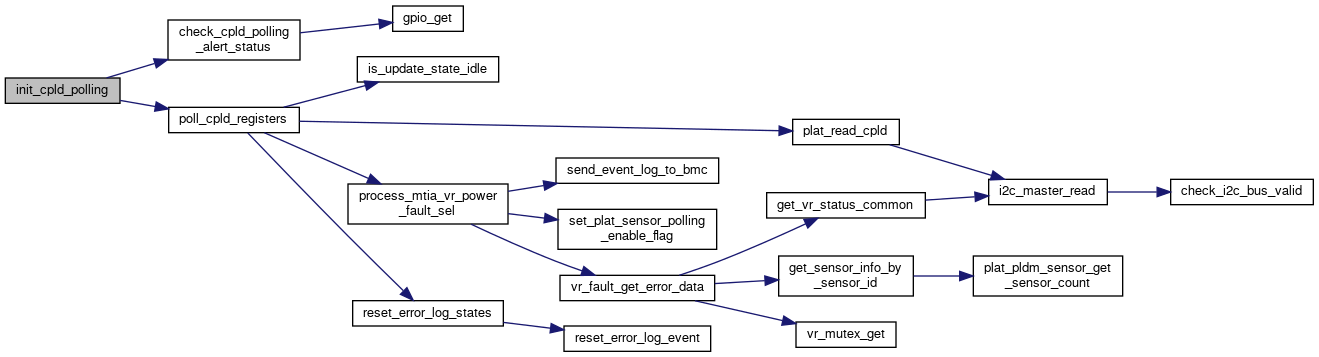 init_cpld_polling
check_cpld_polling
_alert_status
gpio_get
poll_cpld_registers
is_update_state_idle
plat_read_cpld
i2c_master_read
check_i2c_bus_valid
process_mtia_vr_power
_fault_sel
send_event_log_to_bmc
set_plat_sensor_polling
_enable_flag
vr_fault_get_error_data
get_vr_status_common
get_sensor_info_by
_sensor_id
plat_pldm_sensor_get
_sensor_count
vr_mutex_get
reset_error_log_states
reset_error_log_event